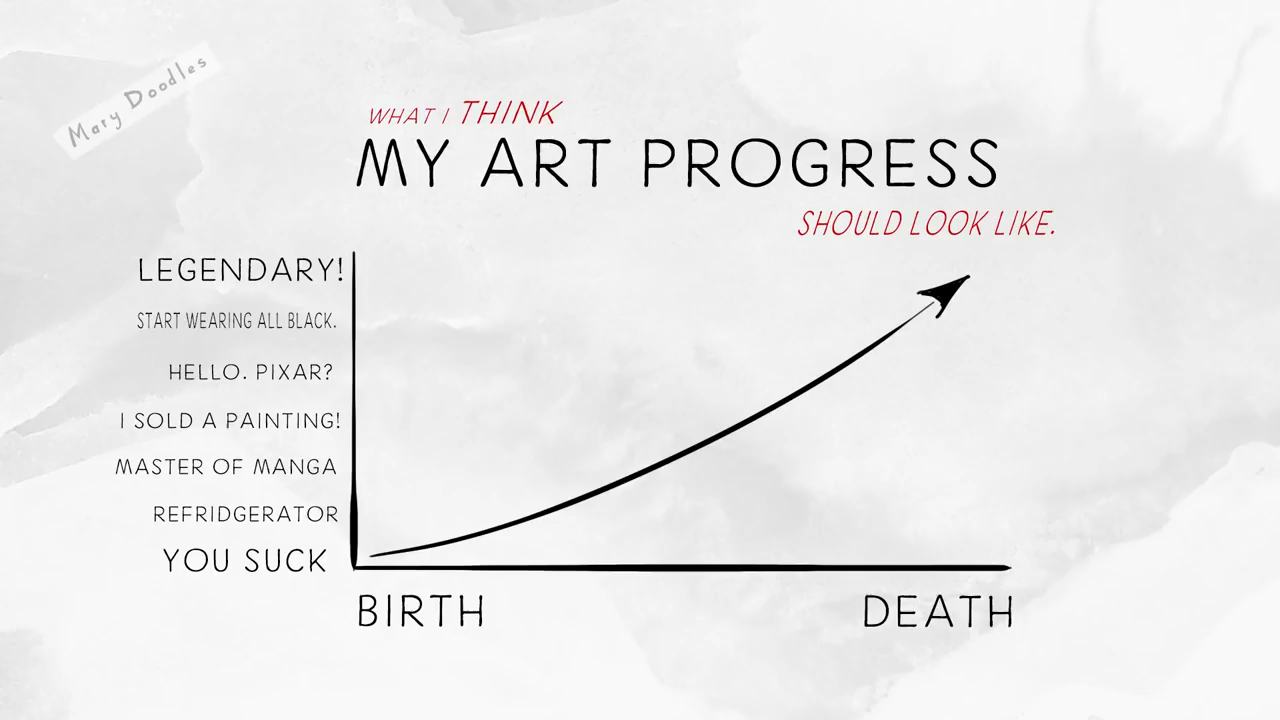 Mary Doodles
WHAT I THINK
MY ART PROGRESS
SHOULD LOOK LIKE.
LEGENDARY!
START WEARING ALL BLACK.
HELLO. PIXAR?
I SOLD A PAINTING!
MASTER OF MANGA
REFRIDGERATOR
YOU SUCK
BIRTH
DEATH